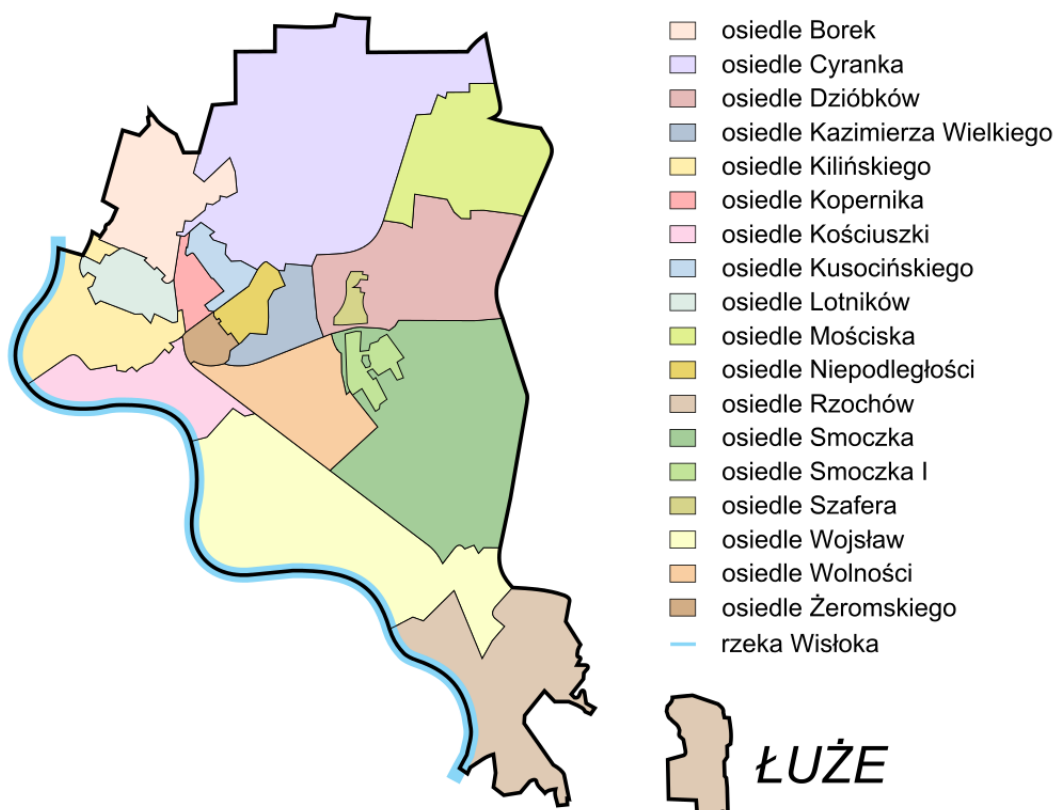 osiedle Borek
osiedle Cyranka
osiedle Dzióbków
osiedle Kazimierza Wielkiego
osiedle Kilińskiego
osiedle Kopernika
osiedle Kościuszki
osiedle Kusocińskiego
osiedle Lotników
osiedle Mościska
osiedle Niepodległości
osiedle Rzochów
osiedle Smoczka
osiedle Smoczka I
osiedle Szafera
osiedle Wojsław
osiedle Wolności
osiedle Żeromskiego
rzeka Wisłoka
ŁUŻE